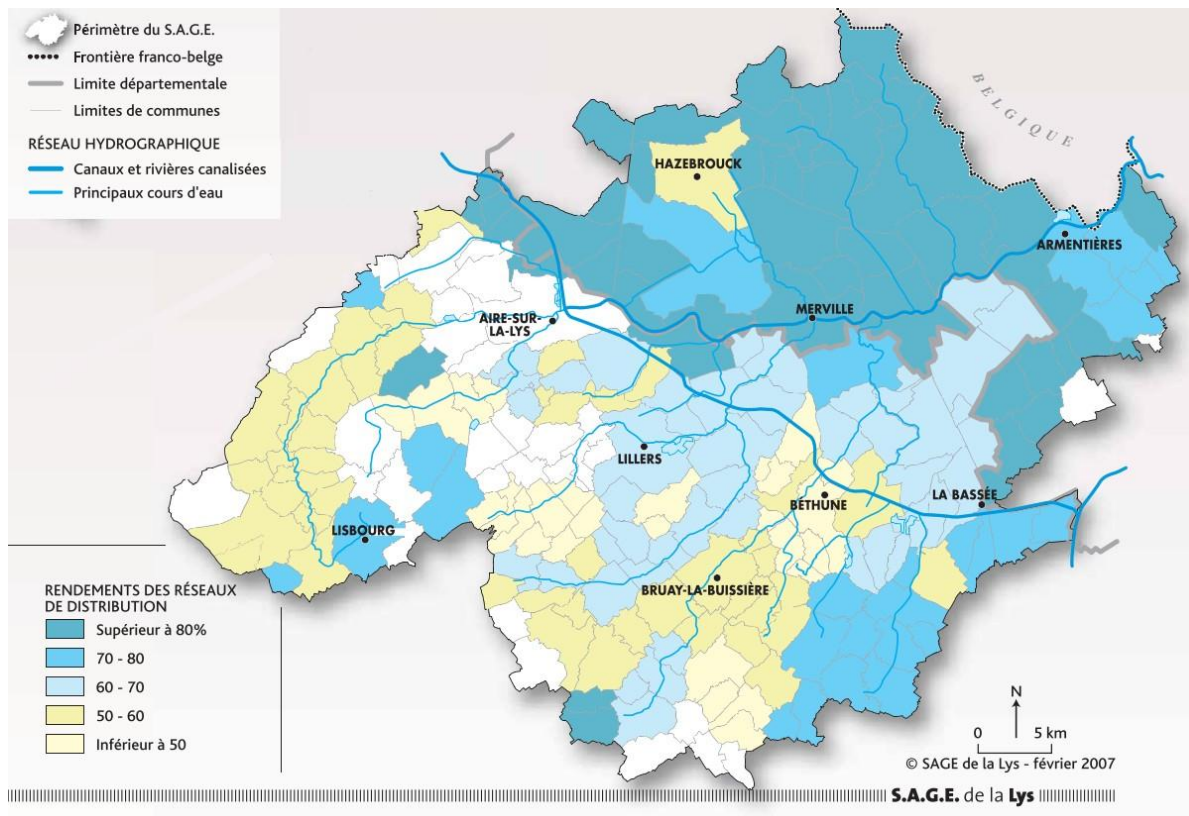 Périmètre du S.A.G.E.
Frontière franco-belge
Limite départementale
Limites de communes
RÉSEAU HYDROGRAPHIQUE
Canaux et rivières canalisées
Principaux cours d'eau
BELGIQUE
HAZEBROUCK
ARMENTIÈRES
MERVILLE
AIRE-SUR-
LA-LYS
LILLERS
BÉTHUNE
LA BASSÉE
LISBOURG
BRUAY-LA-BUISSIÈRE
RENDEMENTS DES RÉSEAUX
DE DISTRIBUTION
Supérieur à 80%
70 - 80
60 - 70
50 - 60
Inférieur à 50
N
0 5 km
© SAGE de la Lys - février 2007
S.A.G.E. de la Lys